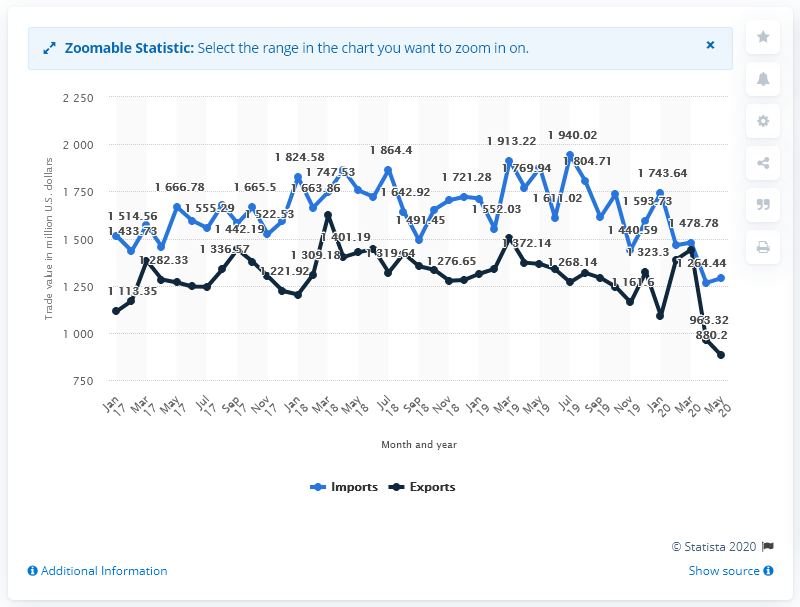 Zoomable Statistic: Select the range in the chart you want to zoom in on.
×
Trade value in million U.S. dollars
2 250
2 000
1 750
1 500
1 250
1 000
750
1 514.56
1 433.73
1 666.78
1 555.29
1 442.19
1 665.5
1 522.53
1 824.58
1 663.86
1 747.53
1 864.4
1 642.92
1 491.45
1 721.28
1 552.03
1 913.22
1 769.94
1 611.02
1 940.02
1 804.71
1 440.59
1 593.73
1 743.64
1 478.78
1 264.44
1 113.35
1 282.33
1 336.57
1 221.92
1 309.18
1 401.19
1 319.64
1 276.65
1 372.14
1 268.14
1 161.6
1 323.3
963.32
880.2
Jan 17
Mar 17
May 17
Jul 17
Sep 17
Nov 17
Jan 18
Mar 18
May 18
Jul 18
Sep 18
Nov 18
Jan 19
Mar 19
May 19
Jul 19
Sep 19
Nov 19
Jan 20
Mar 20
May 20
Month and year
Imports
Exports
© Statista 2020
Additional Information
Show source